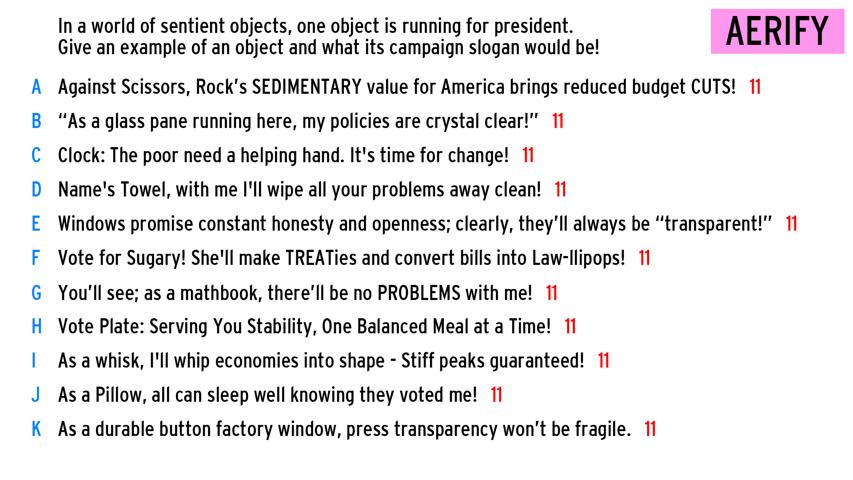 In a world of sentient objects, one object is running for president.
Give an example of an object and what its campaign slogan would be!
AERIFY
A Against Scissors, Rock's SEDIMENTARY value for America brings reduced budget CUTS! 11
B “As a glass pane running here, my policies are crystal clear!” 11
C Clock: The poor need a helping hand. It's time for change! 11
D Name's Towel, with me I'll wipe all your problems away clean! 11
E Windows promise constant honesty and openness; clearly, they’ll always be “transparent!” 11
F Vote for Sugary! She'll make TREATies and convert bills into Law-llipops! 11
G You’ll see; as a mathbook, there’ll be no PROBLEMS with me! 11
H Vote Plate: Serving You Stability, One Balanced Meal at a Time! 11
I As a whisk, I'll whip economies into shape - Stiff peaks guaranteed! 11
J As a Pillow, all can sleep well knowing they voted me! 11
K As a durable button factory window, press transparency won’t be fragile. 11